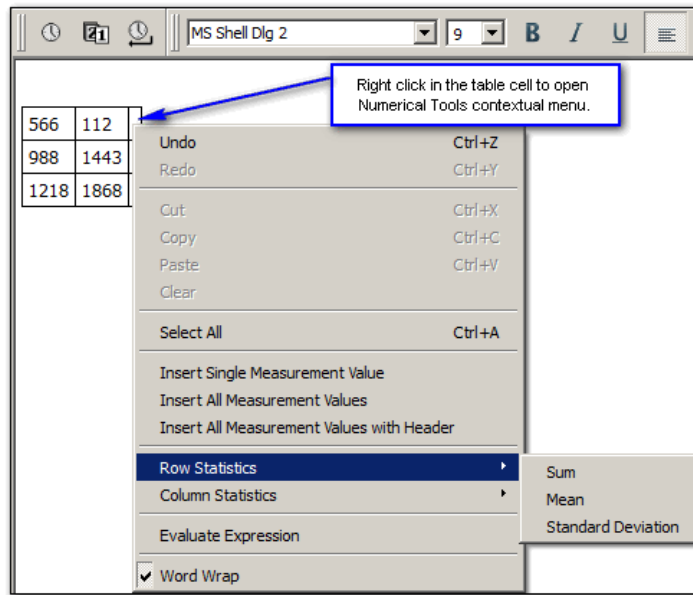 21
MS Shell Dlg 2 9 B I U
Right click in the table cell to open
Numerical Tools contextual menu.
566 112
988 1443
1218 1868
Undo Ctrl+Z
Redo Ctrl+Y
Cut Ctrl+X
Copy Ctrl+C
Paste Ctrl+V
Clear
Select All Ctrl+A
Insert Single Measurement Value
Insert All Measurement Values
Insert All Measurement Values with Header
Row Statistics
Column Statistics
Sum
Mean
Standard Deviation
Evaluate Expression
Word Wrap